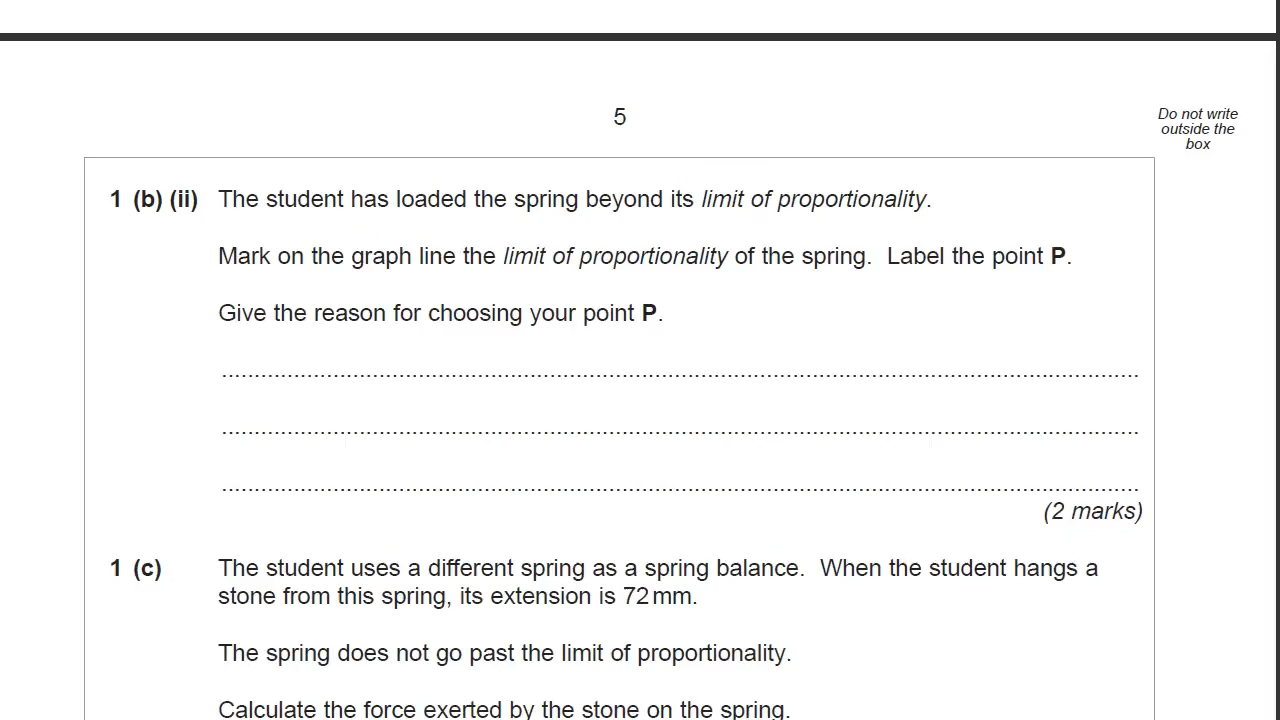 5
Do not write
outside the
box
1 (b) (ii) The student has loaded the spring beyond its limit of proportionality.
Mark on the graph line the limit of proportionality of the spring. Label the point P.
Give the reason for choosing your point P.
(2 marks)
1 (c) The student uses a different spring as a spring balance. When the student hangs a
stone from this spring, its extension is 72 mm.
The spring does not go past the limit of proportionality.
Calculate the force exerted by the stone on the spring.